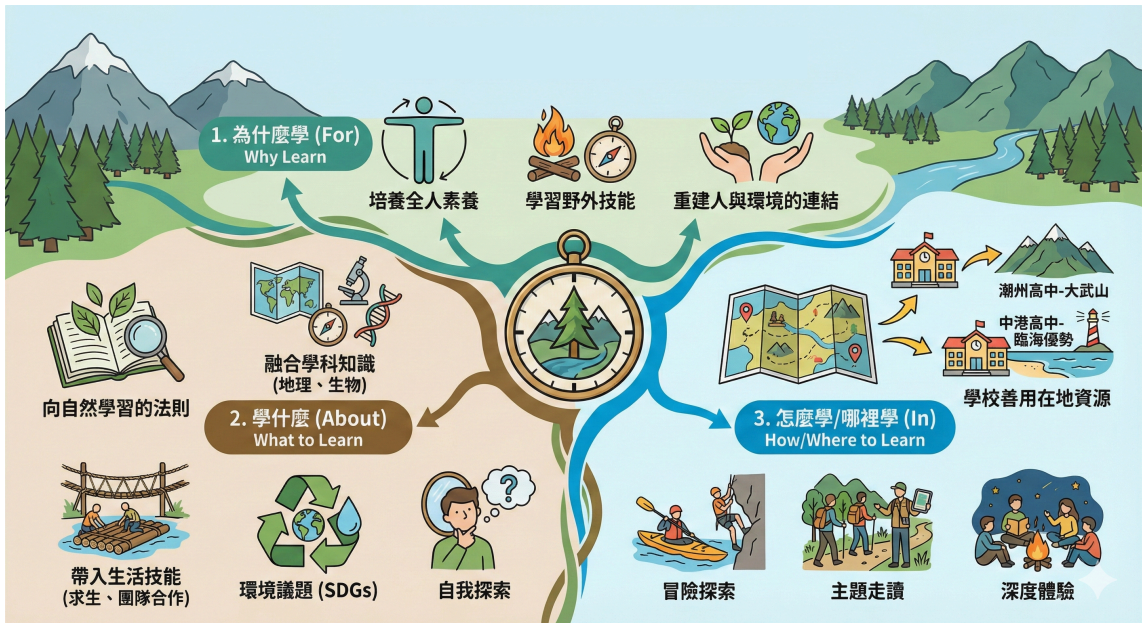 1. 為什麼學 (For)
Why Learn
培養全人素養
學習野外技能
重建人與環境的連結
向自然學習的法則
融合學科知識
(地理、生物)
2. 學什麼 (About)
What to Learn
帶入生活技能
(求生、團隊合作)
環境議題 (SDGs)
?
自我探索
潮州高中-大武山
中港高中-
臨海優勢
學校善用在地資源
3. 怎麼學/哪裡學 (In)
How/Where to Learn
冒險探索
主題走讀
深度體驗